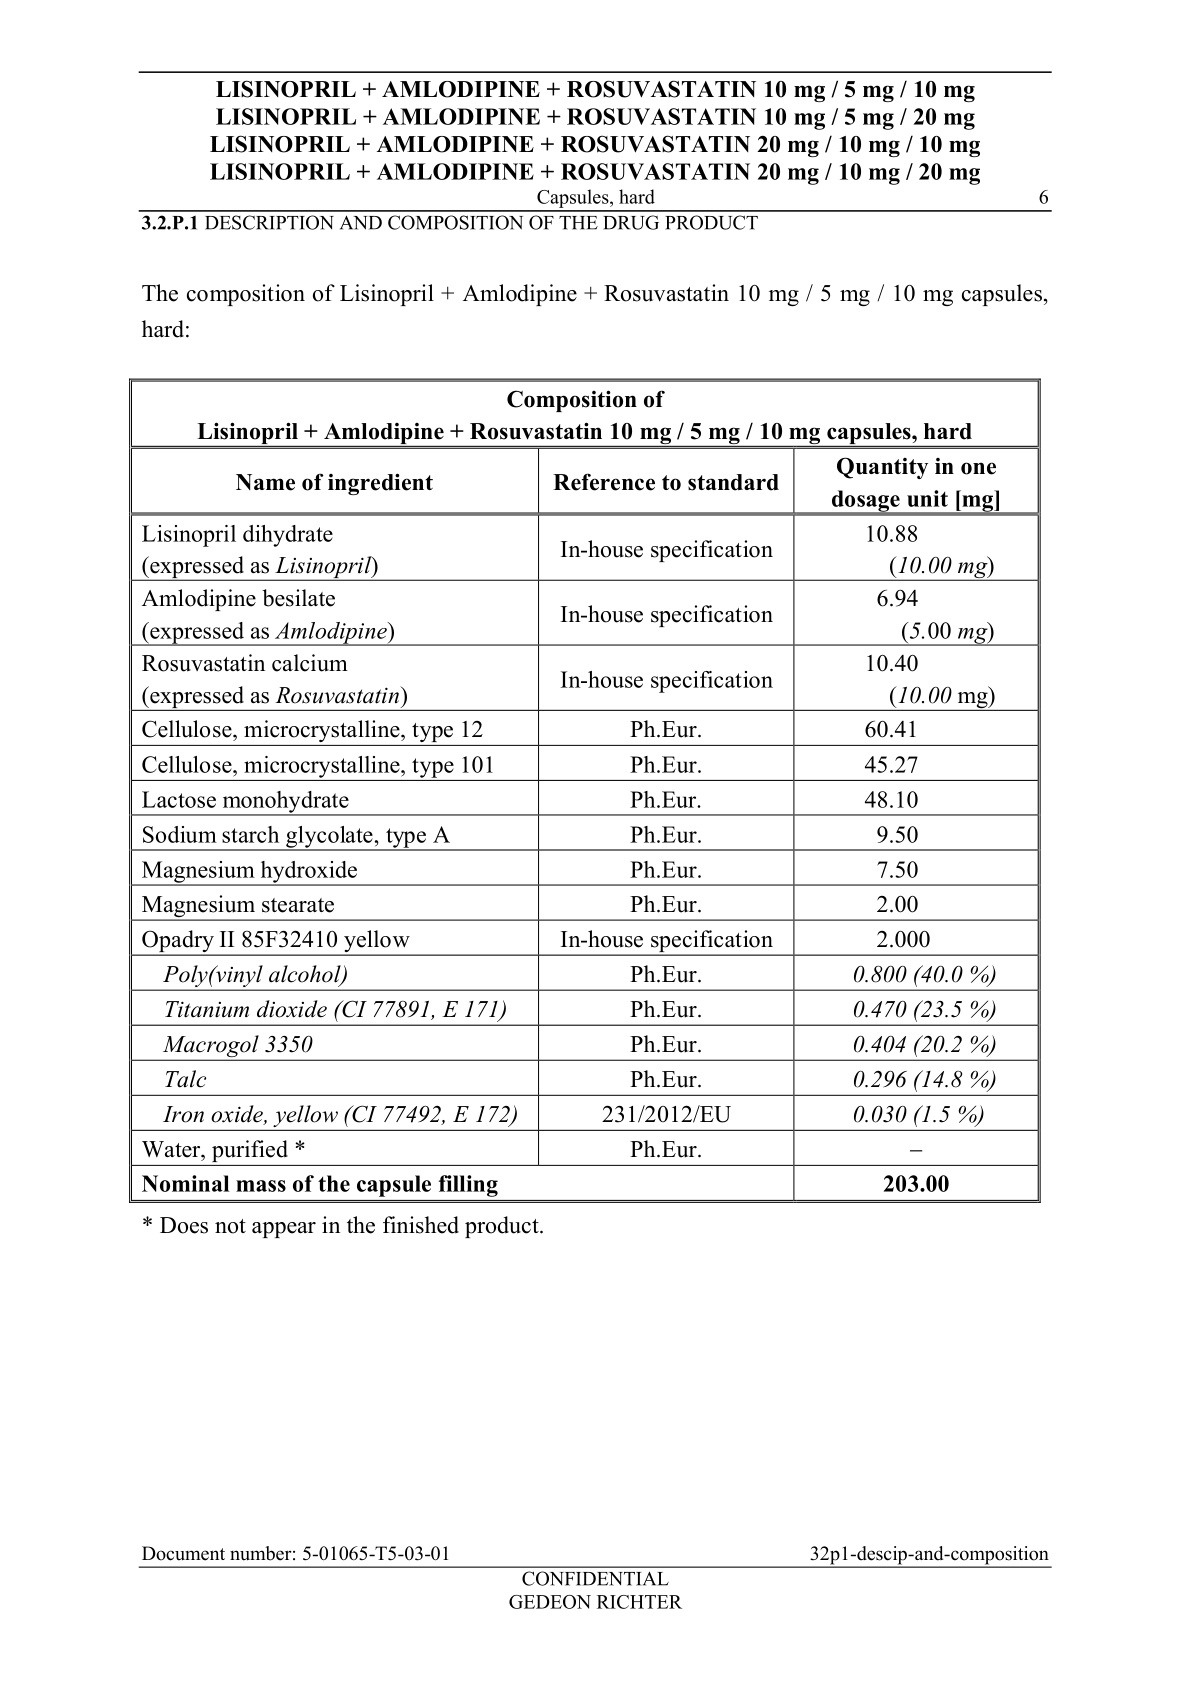 LISINOPRIL + AMLODIPINE + ROSUVASTATIN 10 mg / 5 mg / 10 mg
LISINOPRIL + AMLODIPINE + ROSUVASTATIN 10 mg / 5 mg / 20 mg
LISINOPRIL + AMLODIPINE + ROSUVASTATIN 20 mg / 10 mg / 10 mg
LISINOPRIL + AMLODIPINE + ROSUVASTATIN 20 mg / 10 mg / 20 mg
Capsules, hard 6
3.2.P.1 DESCRIPTION AND COMPOSITION OF THE DRUG PRODUCT
The composition of Lisinopril + Amlodipine + Rosuvastatin 10 mg / 5 mg / 10 mg capsules,
hard:
Composition of
Lisinopril + Amlodipine + Rosuvastatin 10 mg / 5 mg / 10 mg capsules, hard
Name of ingredient Reference to standard Quantity in one
dosage unit [mg]
Lisinopril dihydrate In-house specification 10.88
(expressed as Lisinopril) (10.00 mg)
Amlodipine besilate In-house specification 6.94
(expressed as Amlodipine) (5.00 mg)
Rosuvastatin calcium In-house specification 10.40
(expressed as Rosuvastatin) (10.00 mg)
Cellulose, microcrystalline, type 12 Ph.Eur. 60.41
Cellulose, microcrystalline, type 101 Ph.Eur. 45.27
Lactose monohydrate Ph.Eur. 48.10
Sodium starch glycolate, type A Ph.Eur. 9.50
Magnesium hydroxide Ph.Eur. 7.50
Magnesium stearate Ph.Eur. 2.00
Opadry II 85F32410 yellow In-house specification 2.000
Poly(vinyl alcohol) Ph.Eur. 0.800 (40.0 %)
Titanium dioxide (CI 77891, E 171) Ph.Eur. 0.470 (23.5 %)
Macrogol 3350 Ph.Eur. 0.404 (20.2 %)
Talc Ph.Eur. 0.296 (14.8 %)
Iron oxide, yellow (CI 77492, E 172) 231/2012/EU 0.030 (1.5 %)
Water, purified * Ph.Eur. –
Nominal mass of the capsule filling 203.00
* Does not appear in the finished product.
Document number: 5-01065-T5-03-01 32p1-descip-and-composition
CONFIDENTIAL
GEDEON RICHTER